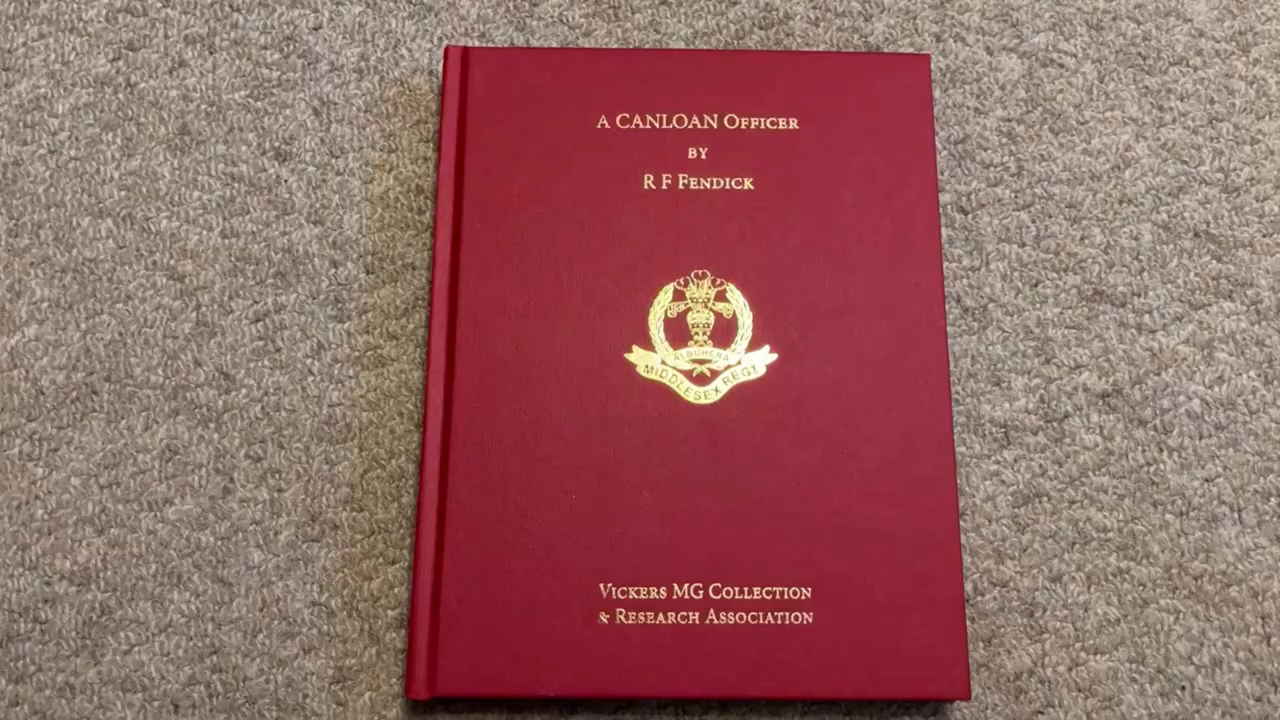 A CANLOAN OFFICER
BY
R F FENDICK
ALBUHERA
MIDDLESEX REGT
VICKERS MG COLLECTION
& RESEARCH ASSOCIATION